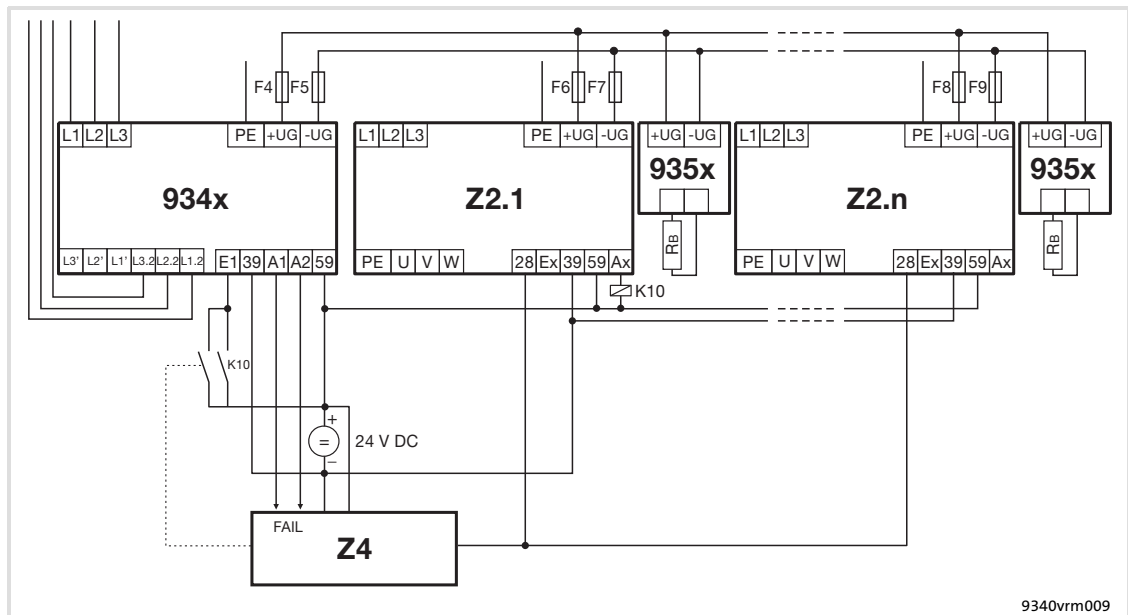 F4 F5 F6 F7 F8 F9
L1 L2 L3 PE +UG -UG L1 L2 L3 PE +UG -UG +UG -UG L1 L2 L3 PE +UG -UG +UG -UG
935x 935x
934x Z2.1 Z2.n
RB RB
L3' L2' L1' L3.2 L2.2 L1.2 E1 39 A1 A2 59 PE U V W 28 Ex 39 59 Ax PE U V W 28 Ex 39 59 Ax
K10
K10
+
= 24 V DC
–
FAIL
Z4
9340vrm009